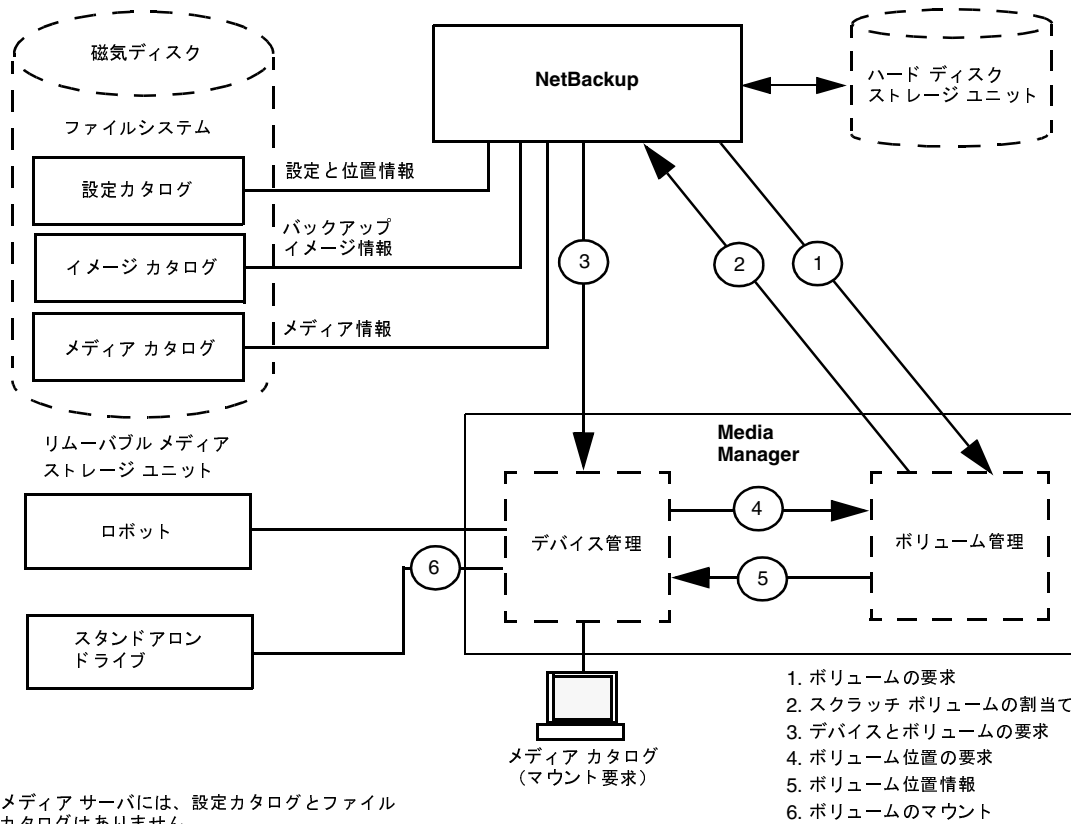 磁気ディスク
ファイルシステム
設定カタログ
イメージ カタログ
メディア カタログ
設定と位置情報
バックアップ
イメージ情報
メディア情報
NetBackup
ハード ディスク
ストレージ ユニット
3
2
1
リムーバブル メディア
ストレージ ユニット
ロボット
スタンドアロン
ドライブ
Media
Manager
デバイス管理
ボリューム管理
4
5
6
メディア カタログ
(マウント要求)
1. ボリュームの要求
2. スクラッチ ボリュームの割当て
3. デバイスとボリュームの要求
4. ボリューム位置の要求
5. ボリューム位置情報
6. ボリュームのマウント
メディア サーバには、設定カタログとファイル
カタログはありません